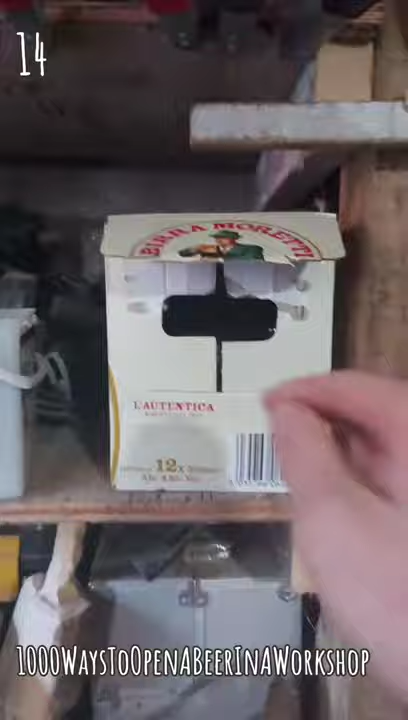 14
BIRRA MORETTI
L'AUTENTICA
12x
1000WaysToOpenABeerInAWorkshop